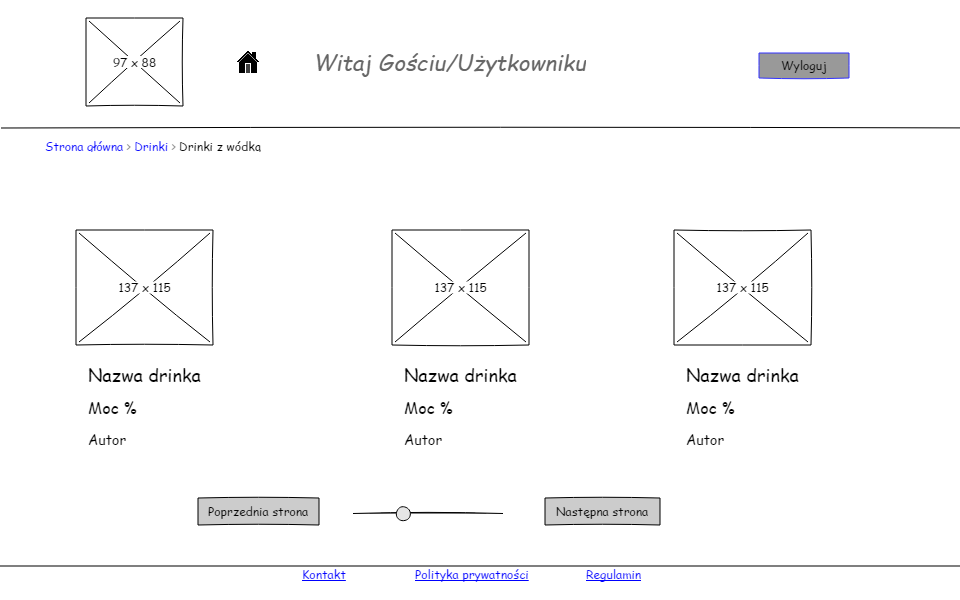 97 x 88
Witaj Gościu/Użytkowniku
Wyloguj
Strona główna > Drinki > Drinki z wódką
137 x 115
137 x 115
137 x 115
Nazwa drinka
Nazwa drinka
Nazwa drinka
Moc %
Moc %
Moc %
Autor
Autor
Autor
Poprzednia strona
Następna strona
Kontakt
Polityka prywatności
Regulamin